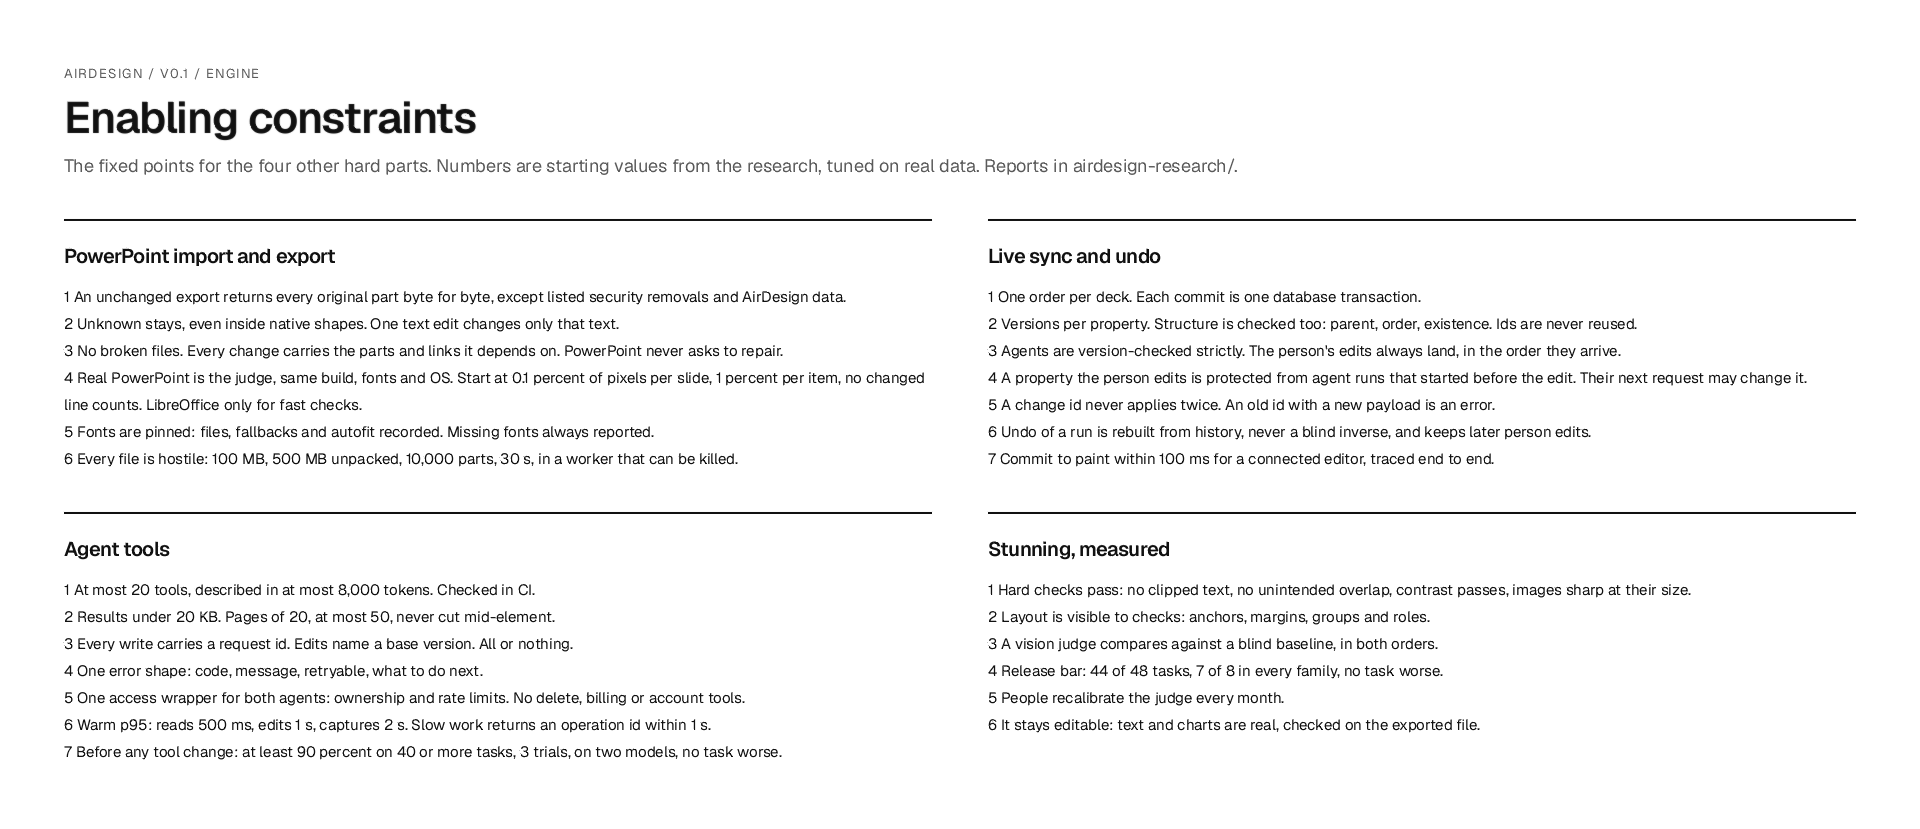 AIRDESIGN / V0.1 / ENGINE
Enabling constraints
The fixed points for the four other hard parts. Numbers are starting values from the research, tuned on real data. Reports in airdesign-research/.
PowerPoint import and export
1 An unchanged export returns every original part byte for byte, except listed security removals and AirDesign data.
2 Unknown stays, even inside native shapes. One text edit changes only that text.
3 No broken files. Every change carries the parts and links it depends on. PowerPoint never asks to repair.
4 Real PowerPoint is the judge, same build, fonts and OS. Start at 0.1 percent of pixels per slide, 1 percent per item, no changed
line counts. LibreOffice only for fast checks.
5 Fonts are pinned: files, fallbacks and autofit recorded. Missing fonts always reported.
6 Every file is hostile: 100 MB, 500 MB unpacked, 10,000 parts, 30 s, in a worker that can be killed.
Live sync and undo
1 One order per deck. Each commit is one database transaction.
2 Versions per property. Structure is checked too: parent, order, existence. Ids are never reused.
3 Agents are version-checked strictly. The person's edits always land, in the order they arrive.
4 A property the person edits is protected from agent runs that started before the edit. Their next request may change it.
5 A change id never applies twice. An old id with a new payload is an error.
6 Undo of a run is rebuilt from history, never a blind inverse, and keeps later person edits.
7 Commit to paint within 100 ms for a connected editor, traced end to end.
Agent tools
1 At most 20 tools, described in at most 8,000 tokens. Checked in CI.
2 Results under 20 KB. Pages of 20, at most 50, never cut mid-element.
3 Every write carries a request id. Edits name a base version. All or nothing.
4 One error shape: code, message, retryable, what to do next.
5 One access wrapper for both agents: ownership and rate limits. No delete, billing or account tools.
6 Warm p95: reads 500 ms, edits 1 s, captures 2 s. Slow work returns an operation id within 1 s.
7 Before any tool change: at least 90 percent on 40 or more tasks, 3 trials, on two models, no task worse.
Stunning, measured
1 Hard checks pass: no clipped text, no unintended overlap, contrast passes, images sharp at their size.
2 Layout is visible to checks: anchors, margins, groups and roles.
3 A vision judge compares against a blind baseline, in both orders.
4 Release bar: 44 of 48 tasks, 7 of 8 in every family, no task worse.
5 People recalibrate the judge every month.
6 It stays editable: text and charts are real, checked on the exported file.